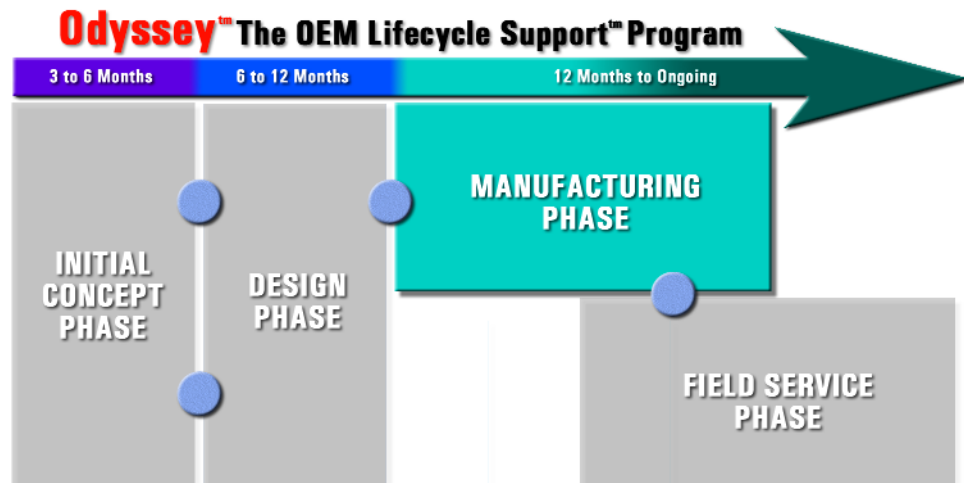 Odyssey™ The OEM Lifecycle Support™ Program
3 to 6 Months 6 to 12 Months 12 Months to Ongoing
MANUFACTURING
PHASE
INITIAL
CONCEPT
PHASE
DESIGN
PHASE
FIELD SERVICE
PHASE